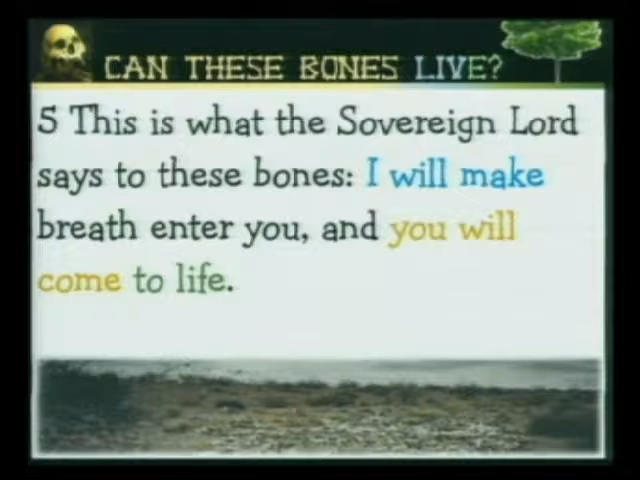 CAN THESE BONES LIVE?
5 This is what the Sovereign Lord
says to these bones: I will make
breath enter you, and you will
come to life.